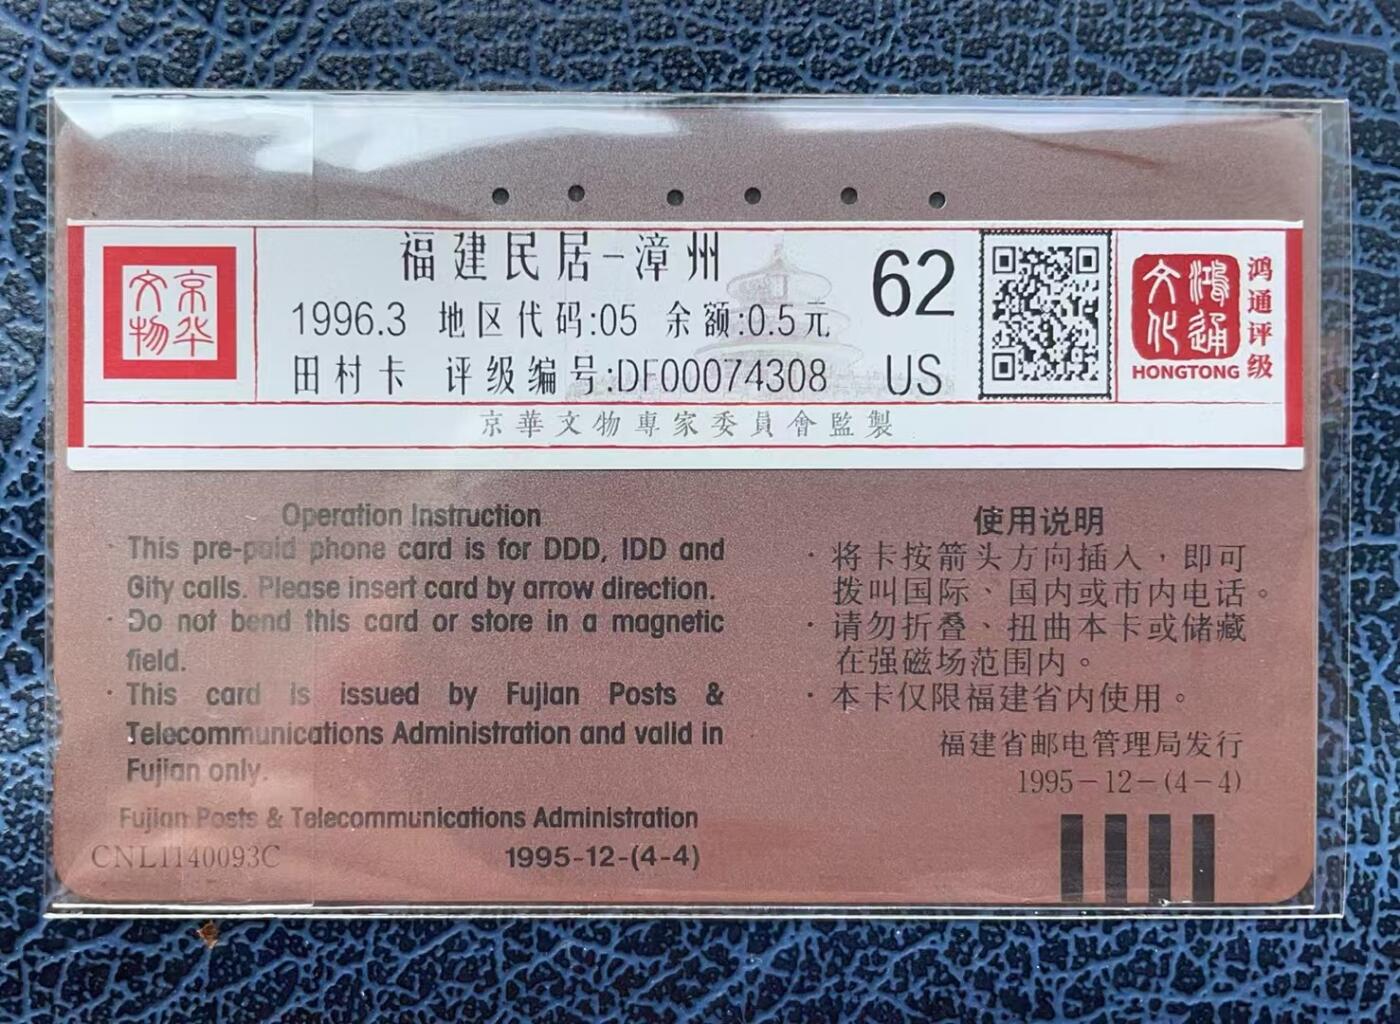 京华
文物
福建民居-漳州
1996.3 地区代码:05 余额:0.5元
田村卡 评级编号:DF00074308
62
US
鸿通
文化
HONGTONG
鸿通评级
京華文物專家委員會監製
Operation Instruction
· This pre-paid phone card is for DDD, IDD and
Gity calls. Please insert card by arrow direction.
· Do not bend this card or store in a magnetic
field.
· This card is issued by Fujian Posts &
Telecommunications Administration and valid in
Fujian only.
Fujian Posts & Telecommunications Administration
CNL1140093C
1995-12-(4-4)
使用说明
· 将卡按箭头方向插入，即可
拨叫国际、国内或市内电话。
· 请勿折叠、扭曲本卡或储藏
在强磁场范围内。
· 本卡仅限福建省内使用。
福建省邮电管理局发行
1995-12-(4-4)